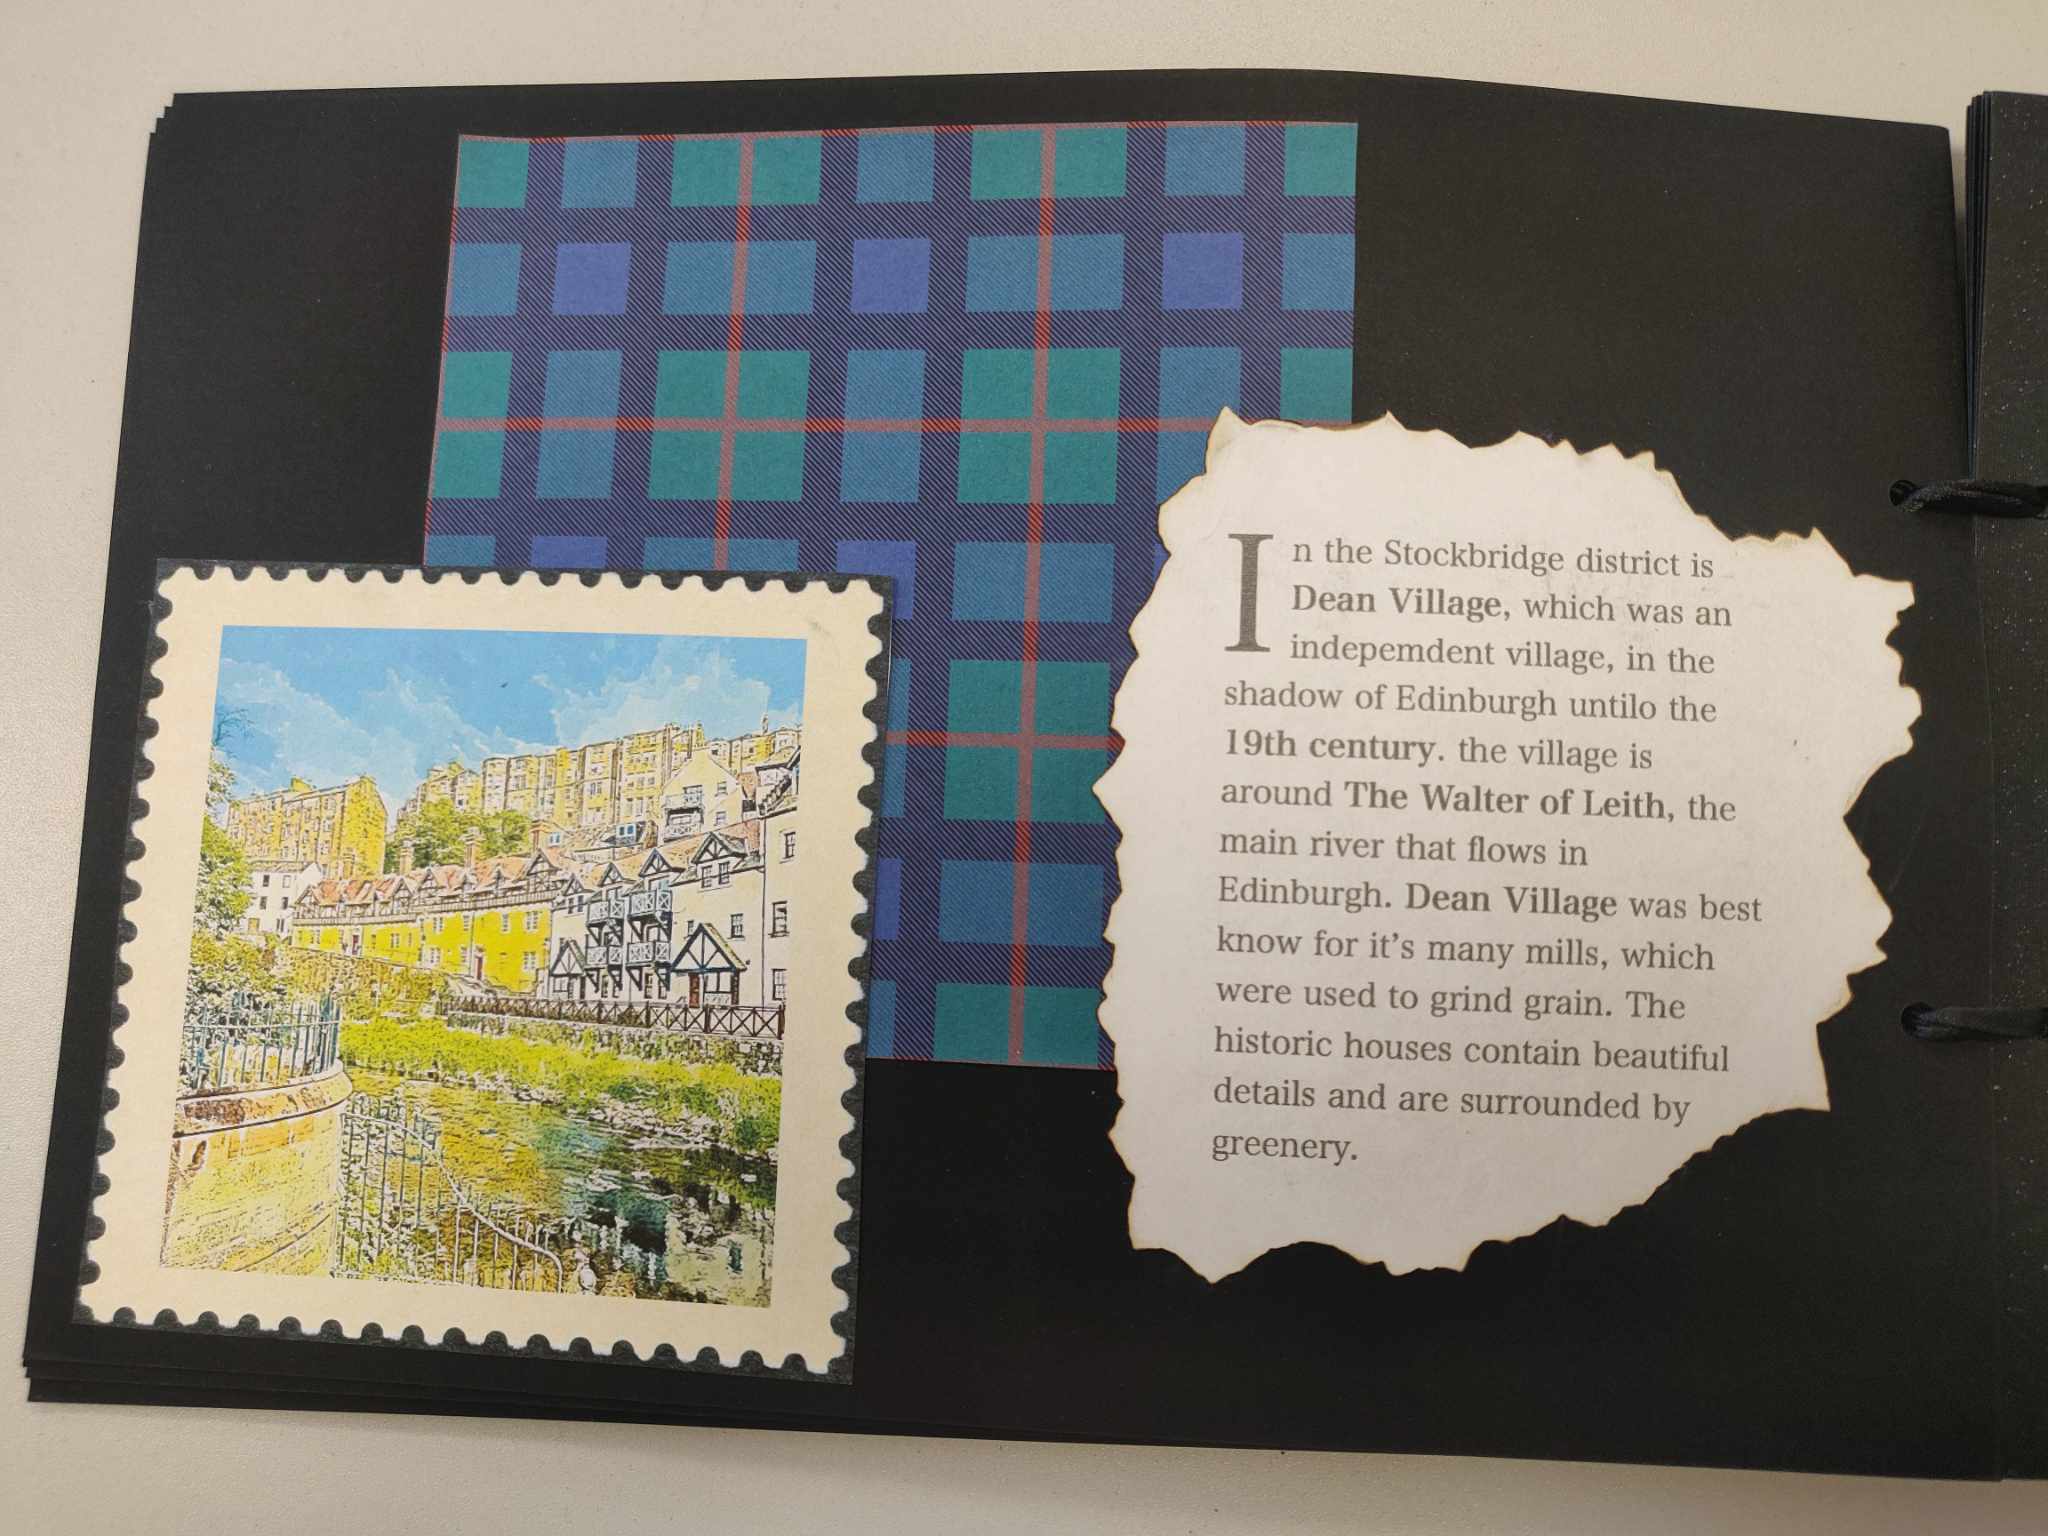 In the Stockbridge district is
Dean Village, which was an
indepemdent village, in the
shadow of Edinburgh untilo the
19th century. the village is
around The Walter of Leith, the
main river that flows in
Edinburgh. Dean Village was best
know for it's many mills, which
were used to grind grain. The
historic houses contain beautiful
details and are surrounded by
greenery.